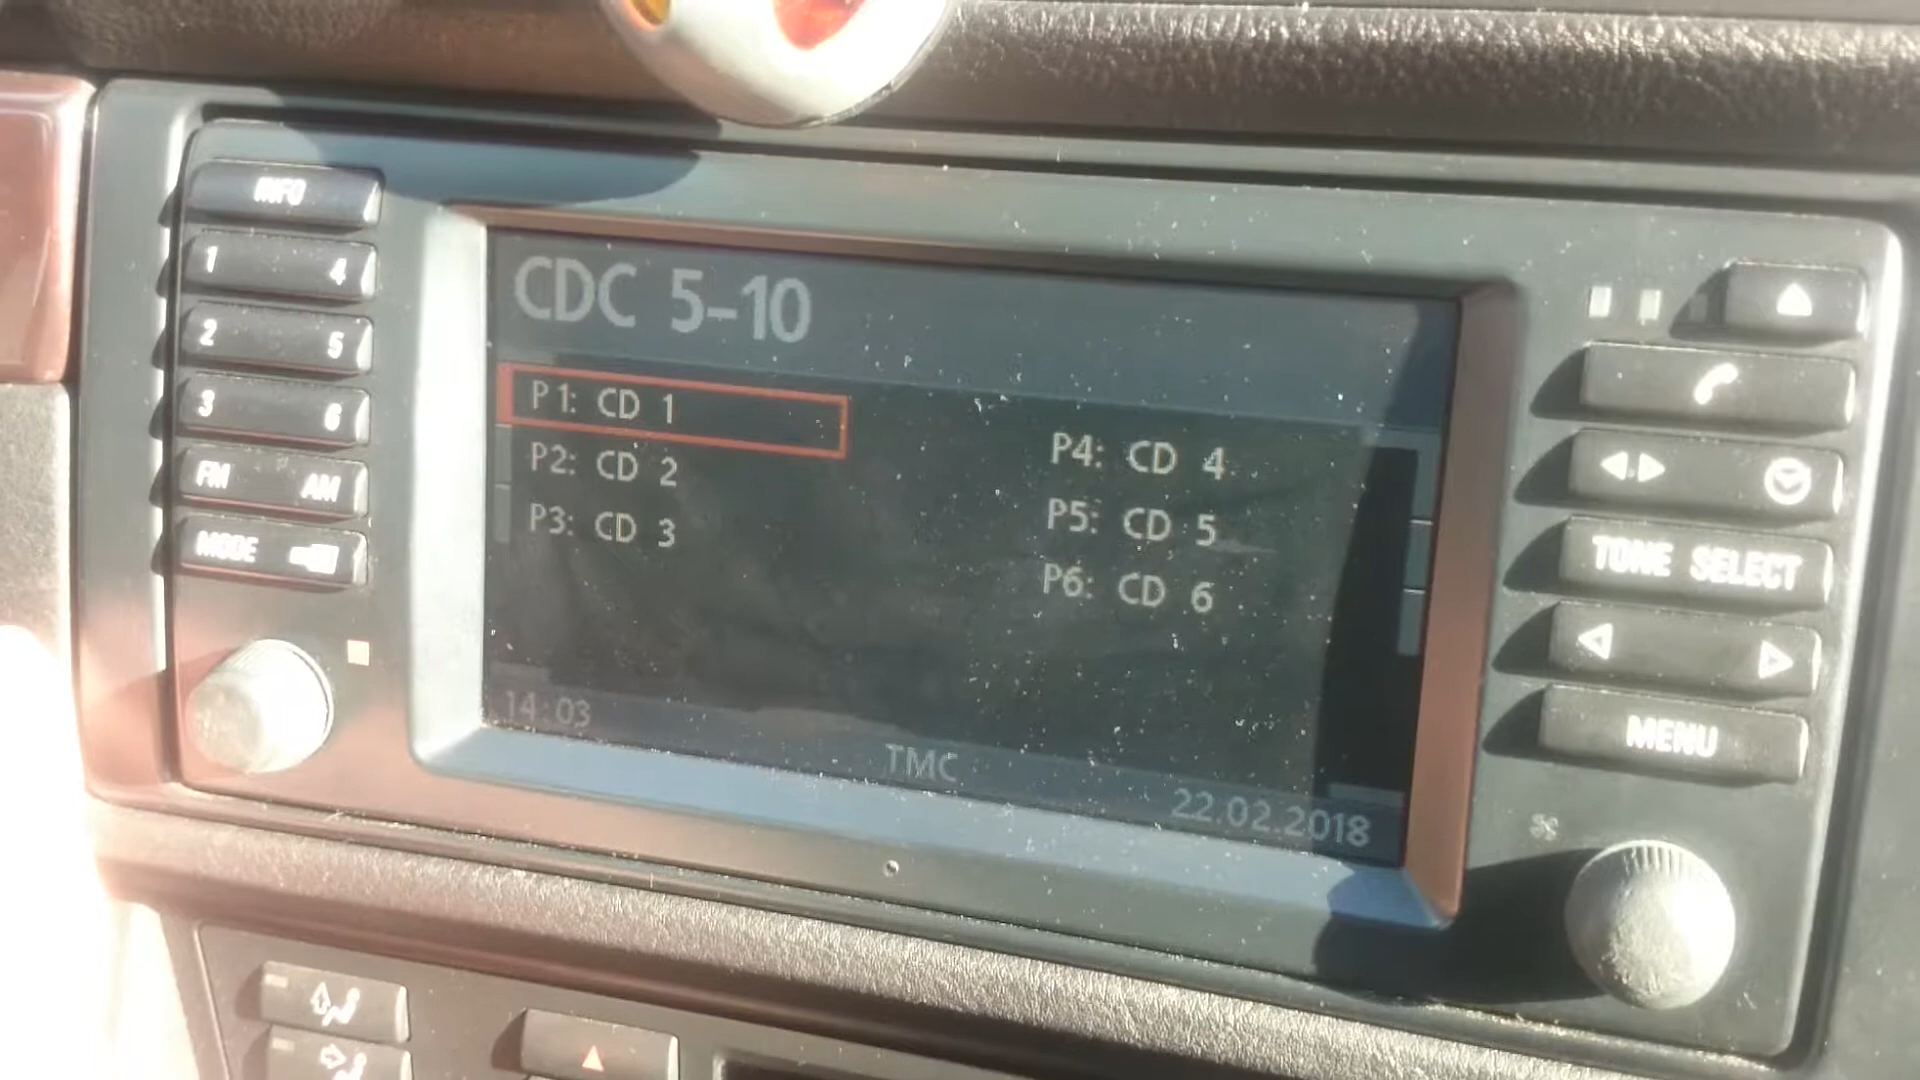 INFO
1 4
2 5
3 6
FM AM
MODE
CDC 5-10
P1: CD 1
P2: CD 2
P3: CD 3
P4: CD 4
P5: CD 5
P6: CD 6
14:03
TMC
22.02.2018
TONE SELECT
MENU